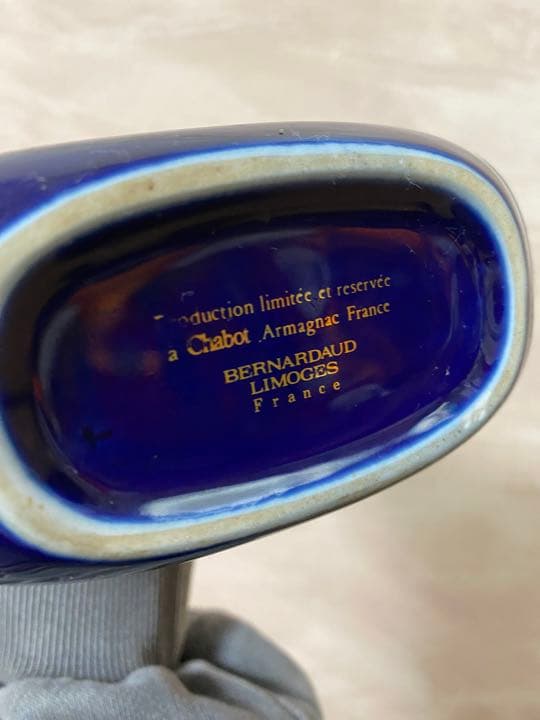 Production limitée et reservée
a Chabot Armagnac France
BERNARDAUD
LIMOGES
France